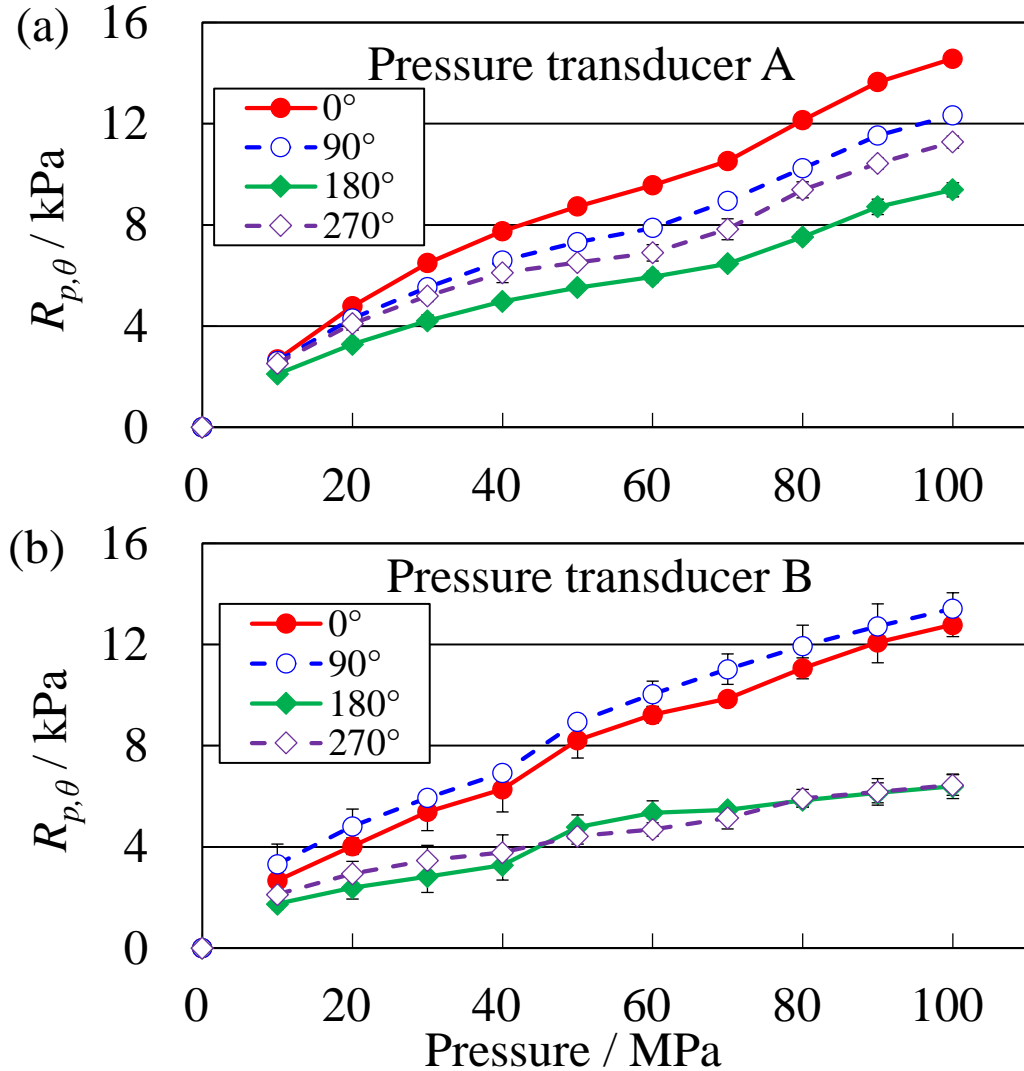 (a)
Pressure transducer A
16
12
8
4
0
R_{p,θ} / kPa
0°
90°
180°
270°
0 20 40 60 80 100
(b)
Pressure transducer B
16
12
8
4
0
R_{p,θ} / kPa
0°
90°
180°
270°
0 20 40 60 80 100
Pressure / MPa